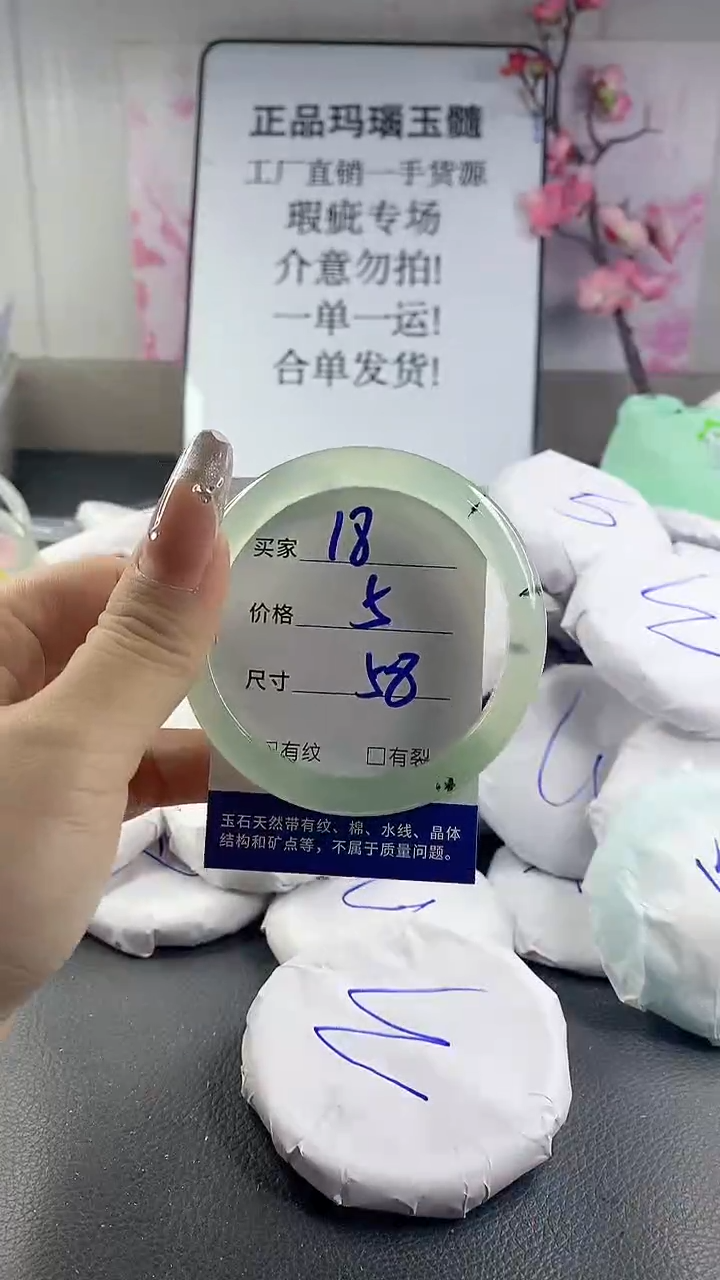 正品玛瑙玉髓
工厂直销一手货源
瑕疵专场
介意勿拍!
一单一运!
合单发货!
买家 18
价格 5
尺寸 58
有纹 □有裂
玉石天然带有纹、棉、水线、晶体
结构和矿点等，不属于质量问题。
S